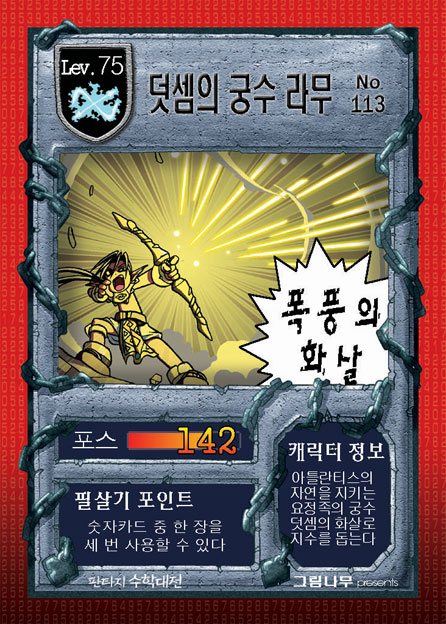 Lev.75
덧셈의 궁수 라무
No
113
폭풍의
화살
포스 142
필살기 포인트
숫자카드 중 한 장을
세 번 사용할 수 있다
캐릭터 정보
아틀란티스의
자연을 지키는
요정족의 궁수
덧셈의 화살로
지수를 돕는다
판타지 수학대전
그림나무 presents